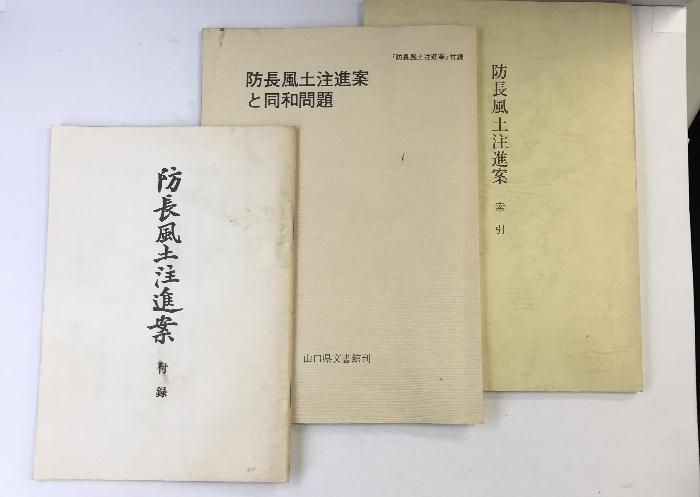 防長風土注進案
付録
『防長風土注進案』付録
防長風土注進案
と同和問題
山口県文書館刊
防長風土注進案
索引